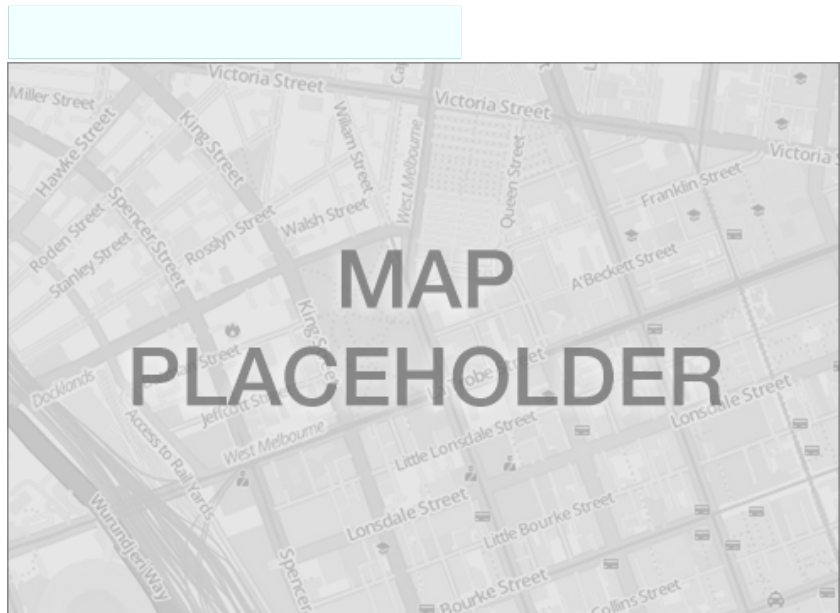 Victoria Street
Miller Street
Victoria Street
King Street
William Street
Hawke Street
West Melbourne
Queen Street
Victoria S
Franklin Street
Spencer Street
Roden Street
Rosslyn Street
Walsh Street
Stanley Street
A'Beckett Street
MAP
King Street
PLACEHOLDER
Docklands
Jeffcott Street
Lonsdale Street
Access to Rail Yards
West Melbourne
Little Lonsdale Street
Wurundjeri Way
Lonsdale Street
Little Bourke Street
Spencer
Bourke Street
Collins Street